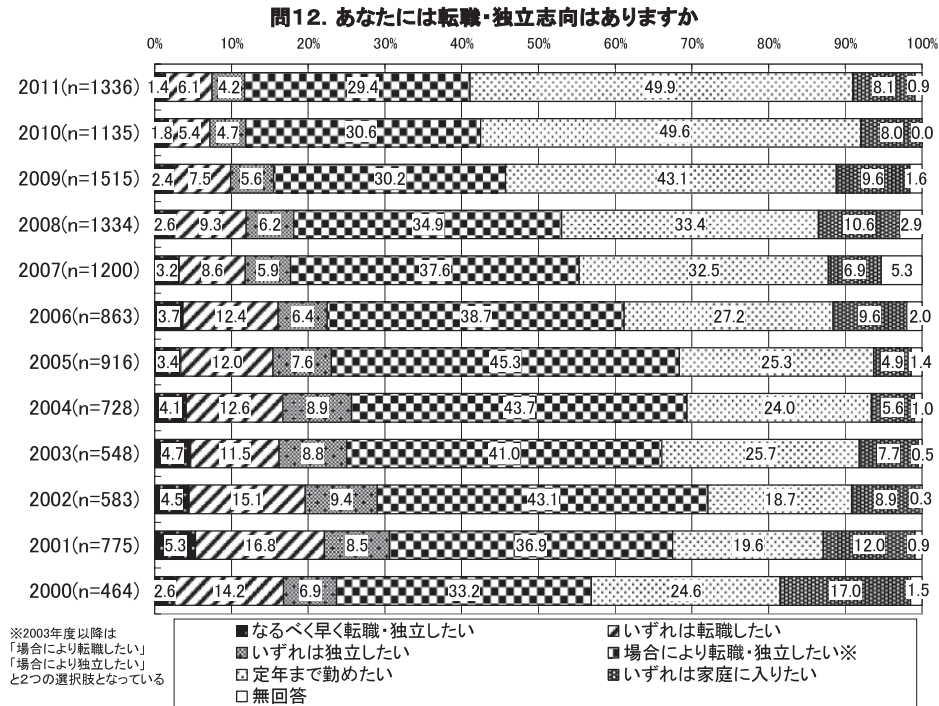 問12. あなたには転職・独立志向はありますか
0% 10% 20% 30% 40% 50% 60% 70% 80% 90% 100%
2011(n=1336) 1.4 6.1 4.2 29.4 49.9 8.1 0.9
2010(n=1135) 1.8 5.4 4.7 30.6 49.6 8.0 0.0
2009(n=1515) 2.4 7.5 5.6 30.2 43.1 9.6 1.6
2008(n=1334) 2.6 9.3 6.2 34.9 33.4 10.6 2.9
2007(n=1200) 3.2 8.6 5.9 37.6 32.5 6.9 5.3
2006(n=863) 3.7 12.4 6.4 38.7 27.2 9.6 2.0
2005(n=916) 3.4 12.0 7.6 45.3 25.3 4.9 1.4
2004(n=728) 4.1 12.6 8.9 43.7 24.0 5.6 1.0
2003(n=548) 4.7 11.5 8.8 41.0 25.7 7.7 0.5
2002(n=583) 4.5 15.1 9.4 43.1 18.7 8.9 0.3
2001(n=775) 5.3 16.8 8.5 36.9 19.6 12.0 0.9
2000(n=464) 2.6 14.2 6.9 33.2 24.6 17.0 1.5
※2003年度以降は
「場合により転職したい」
「場合により独立したい」
と2つの選択肢となっている
なるべく早く転職・独立したい いずれは転職したい
いずれは独立したい 場合により転職・独立したい※
定年まで勤めたい いずれは家庭に入りたい
無回答